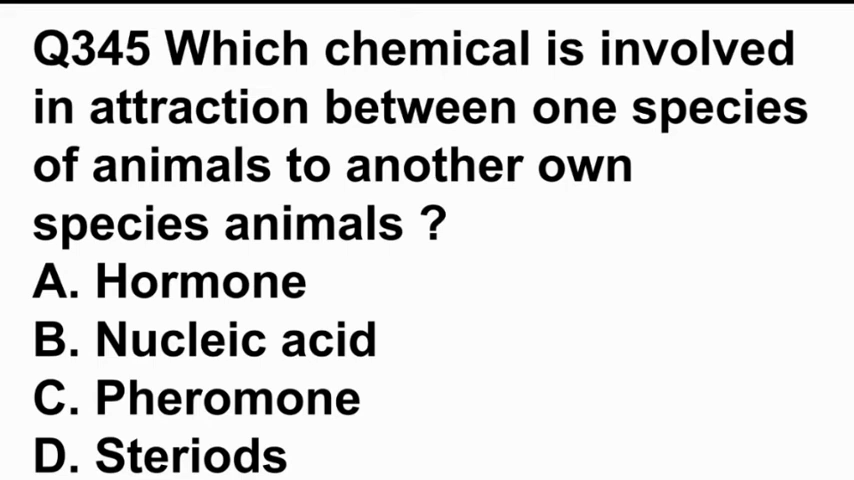 Q345 Which chemical is involved
in attraction between one species
of animals to another own
species animals ?
A. Hormone
B. Nucleic acid
C. Pheromone
D. Steriods